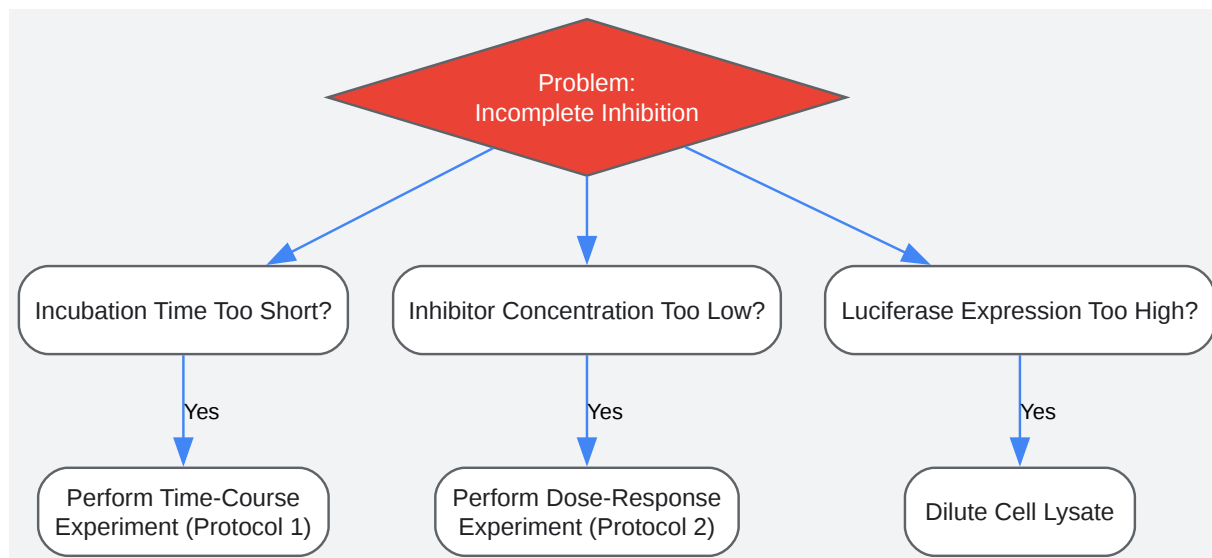 Problem:
Incomplete Inhibition
Incubation Time Too Short?
Inhibitor Concentration Too Low?
Luciferase Expression Too High?
Yes
Yes
Yes
Perform Time-Course
Experiment (Protocol 1)
Perform Dose-Response
Experiment (Protocol 2)
Dilute Cell Lysate